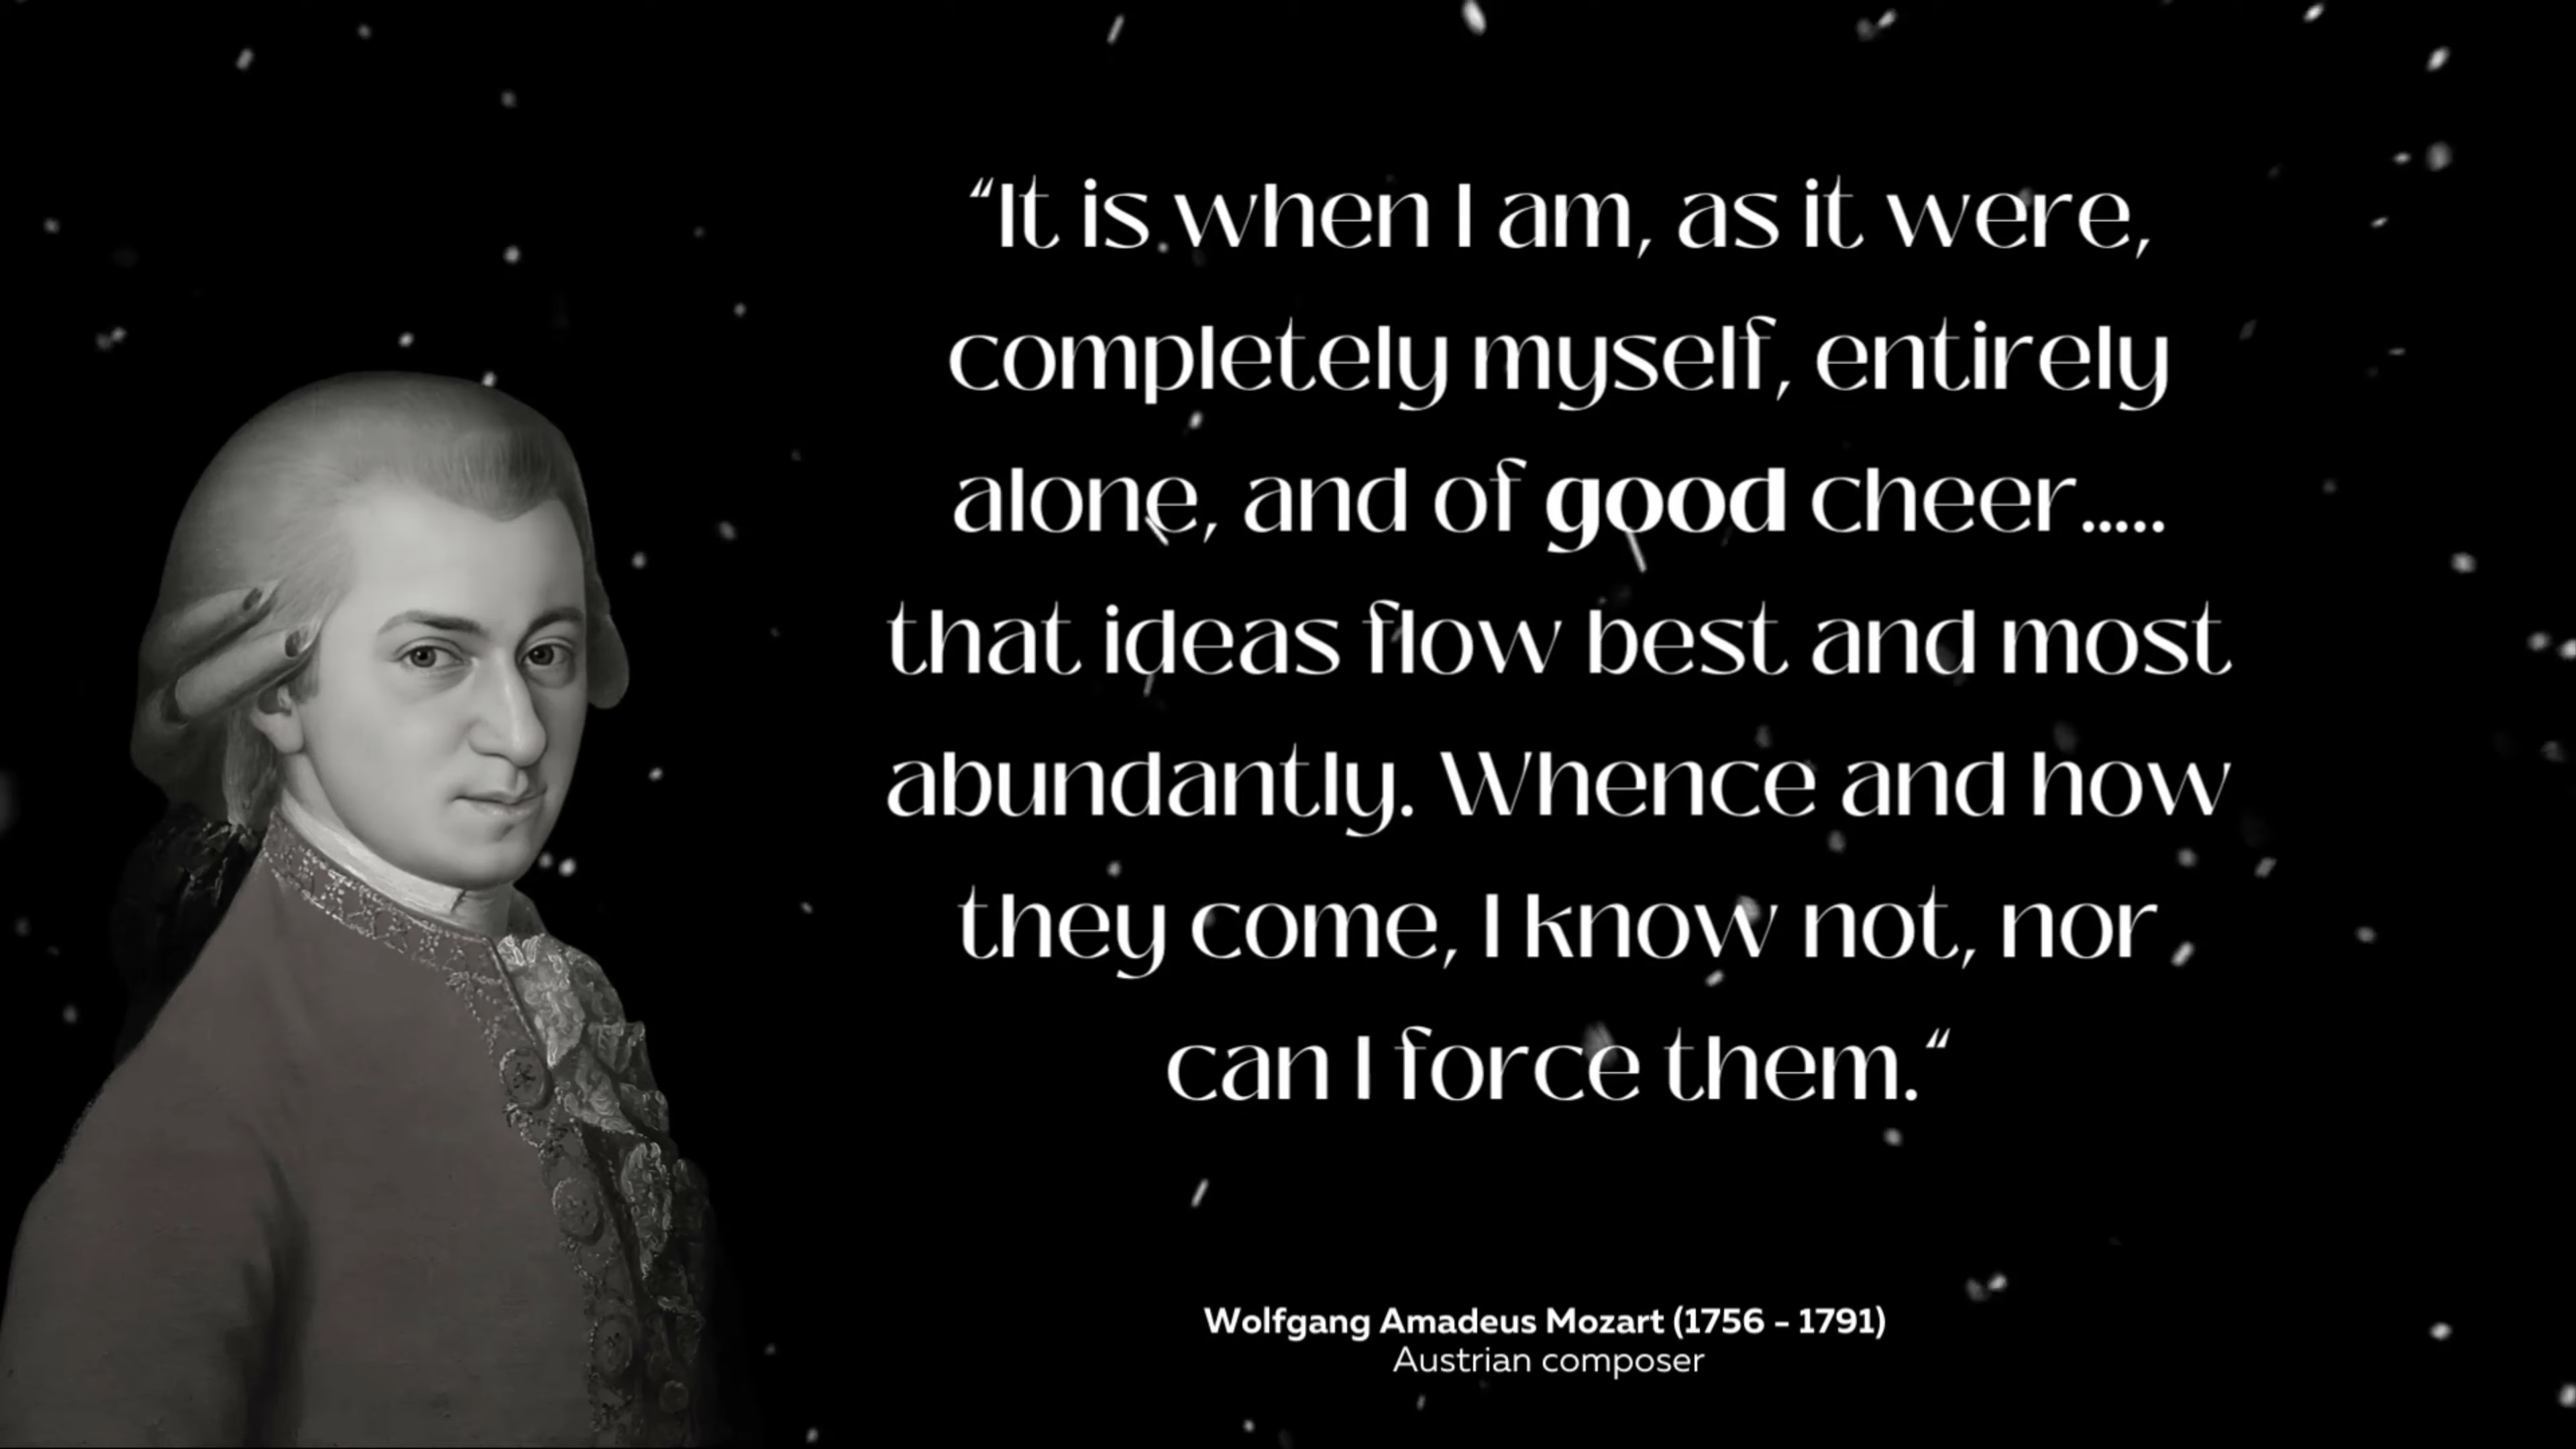 “It is when I am, as it were,
completely myself, entirely
alone, and of good cheer.....
that ideas flow best and most
abundantly. Whence and how
they come, I know not, nor
can I force them.“
Wolfgang Amadeus Mozart (1756 - 1791)
Austrian composer